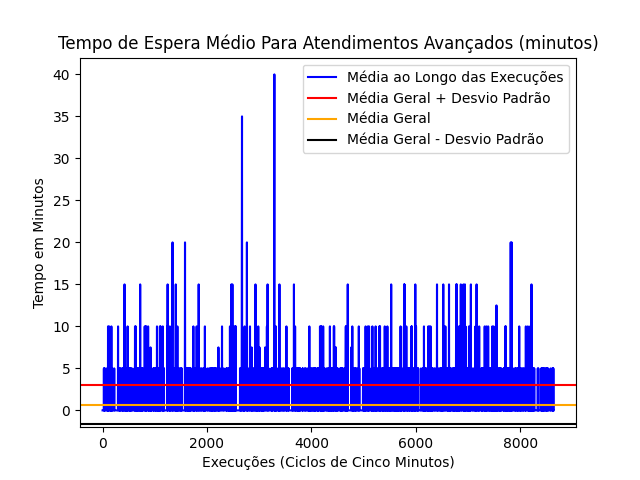 Tempo de Espera Médio Para Atendimentos Avançados (minutos)
Média ao Longo das Execuções
Média Geral + Desvio Padrão
Média Geral
Média Geral - Desvio Padrão
Tempo em Minutos
40
35
30
25
20
15
10
5
0
0 2000 4000 6000 8000
Execuções (Ciclos de Cinco Minutos)